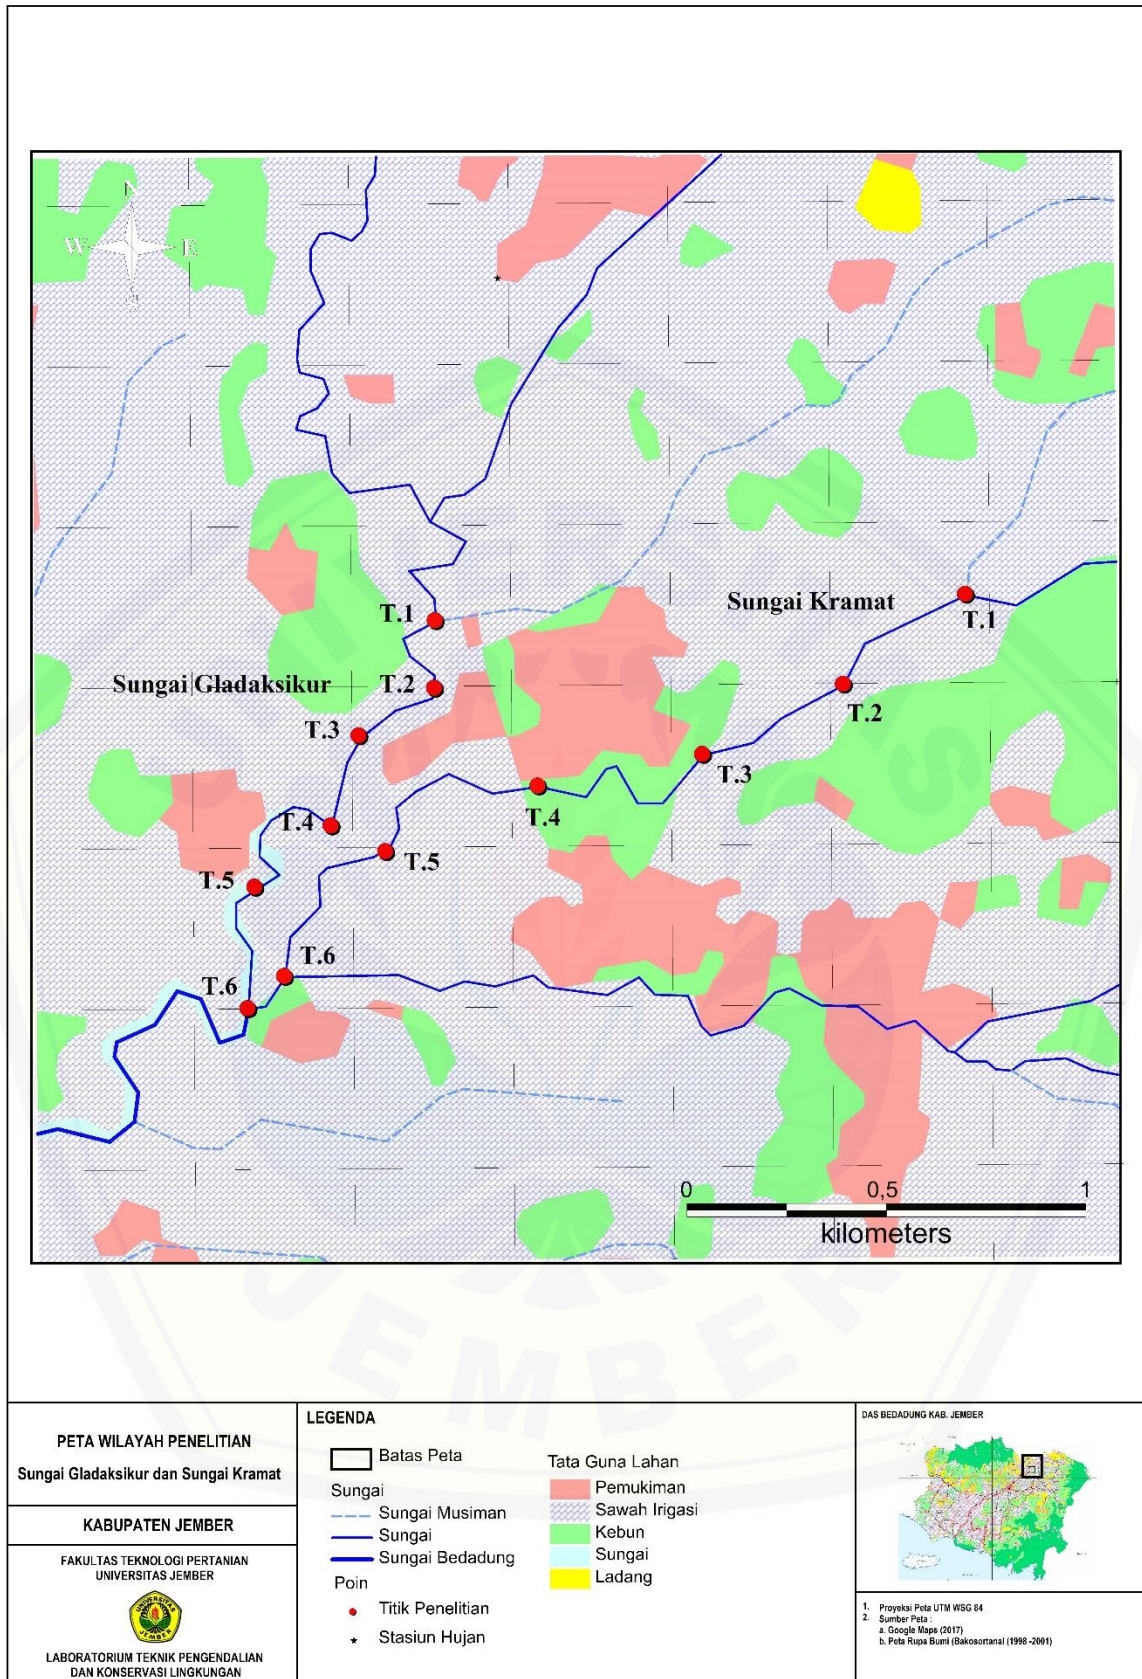 N
W
E
S
Sungai Kramat
T.1
T.1
Sungai Gladaksikur
T.2
T.2
T.3
T.3
T.4
T.4
T.5
T.5
T.6
T.6
0 0,5 1
kilometers
JEMBER
PETA WILAYAH PENELITIAN
Sungai Gladaksikur dan Sungai Kramat
KABUPATEN JEMBER
FAKULTAS TEKNOLOGI PERTANIAN
UNIVERSITAS JEMBER
UNIVERSITAS
JEMBER
LABORATORIUM TEKNIK PENGENDALIAN
DAN KONSERVASI LINGKUNGAN
LEGENDA
Batas Peta
Sungai
Sungai Musiman
Sungai
Sungai Bedadung
Poin
Titik Penelitian
Stasiun Hujan
Tata Guna Lahan
Pemukiman
Sawah Irigasi
Kebun
Sungai
Ladang
DAS BEDADUNG KAB. JEMBER
1. Proyeksi Peta UTM WSG 84
2. Sumber Peta :
a. Google Maps (2017)
b. Peta Rupa Bumi (Bakosortanal (1998 -2001)